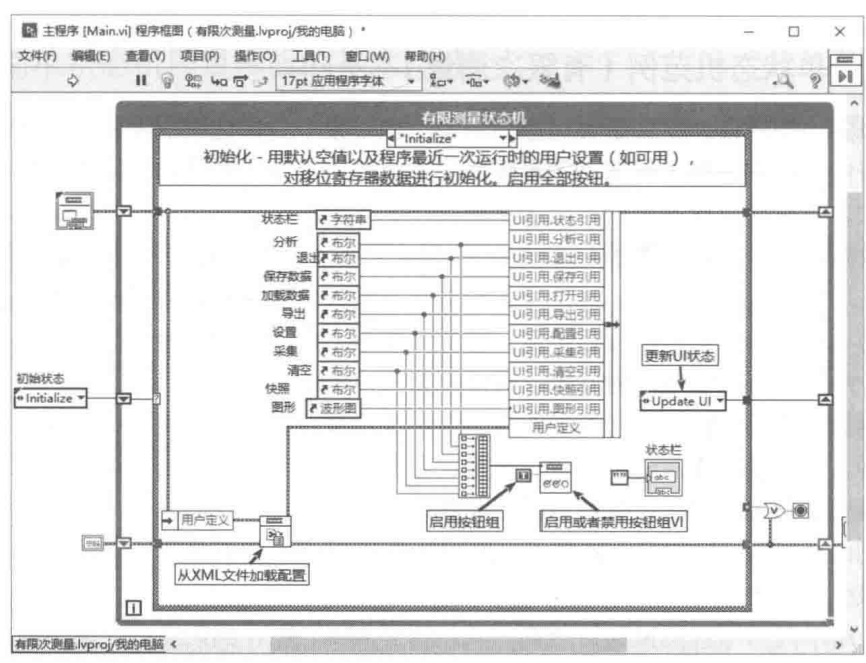 主程序 [Main.vi] 程序框图 ( 有限次测量.lvproj/我的电脑 ) *
文件(F) 编辑(E) 查看(V) 项目(P) 操作(O) 工具(T) 窗口(W) 帮助(H)
17pt 应用程序字体
有限测量状态机
"Initialize"
初始化 - 用默认空值以及程序最近一次运行时的用户设置 ( 如可用 ) ,
对移位寄存器数据进行初始化。启用全部按钮。
状态栏 字符串 UI引用.状态引用
分析 布尔 UI引用.分析引用
退出 布尔 UI引用.退出引用
保存数据 布尔 UI引用.保存引用
加载数据 布尔 UI引用.打开引用
导出 布尔 UI引用.导出引用
设置 布尔 UI引用.配置引用
采集 布尔 UI引用.采集引用
清空 布尔 UI引用.清空引用
快照 布尔 UI引用.快照引用
图形 波形图 UI引用.图形引用
用户定义
更新UI状态
Update UI
初始状态
Initialize
状态栏
abc
启用按钮组
启用或者禁用按钮组VI
用户定义
从XML文件加载配置
i
有限次测量.lvproj/我的电脑